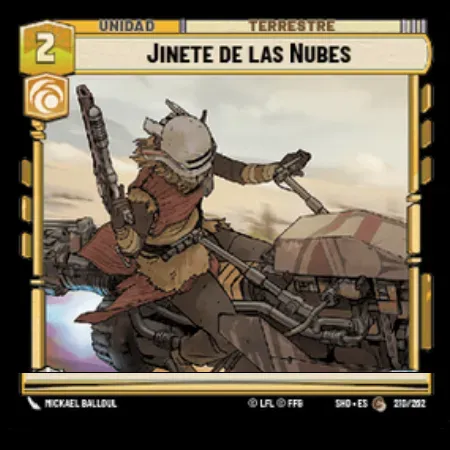 UNIDAD
TERRESTRE
2
JINETE DE LAS NUBES
MICKAEL BALLOUL
© LFL © FFG
SHD • ES
210/262